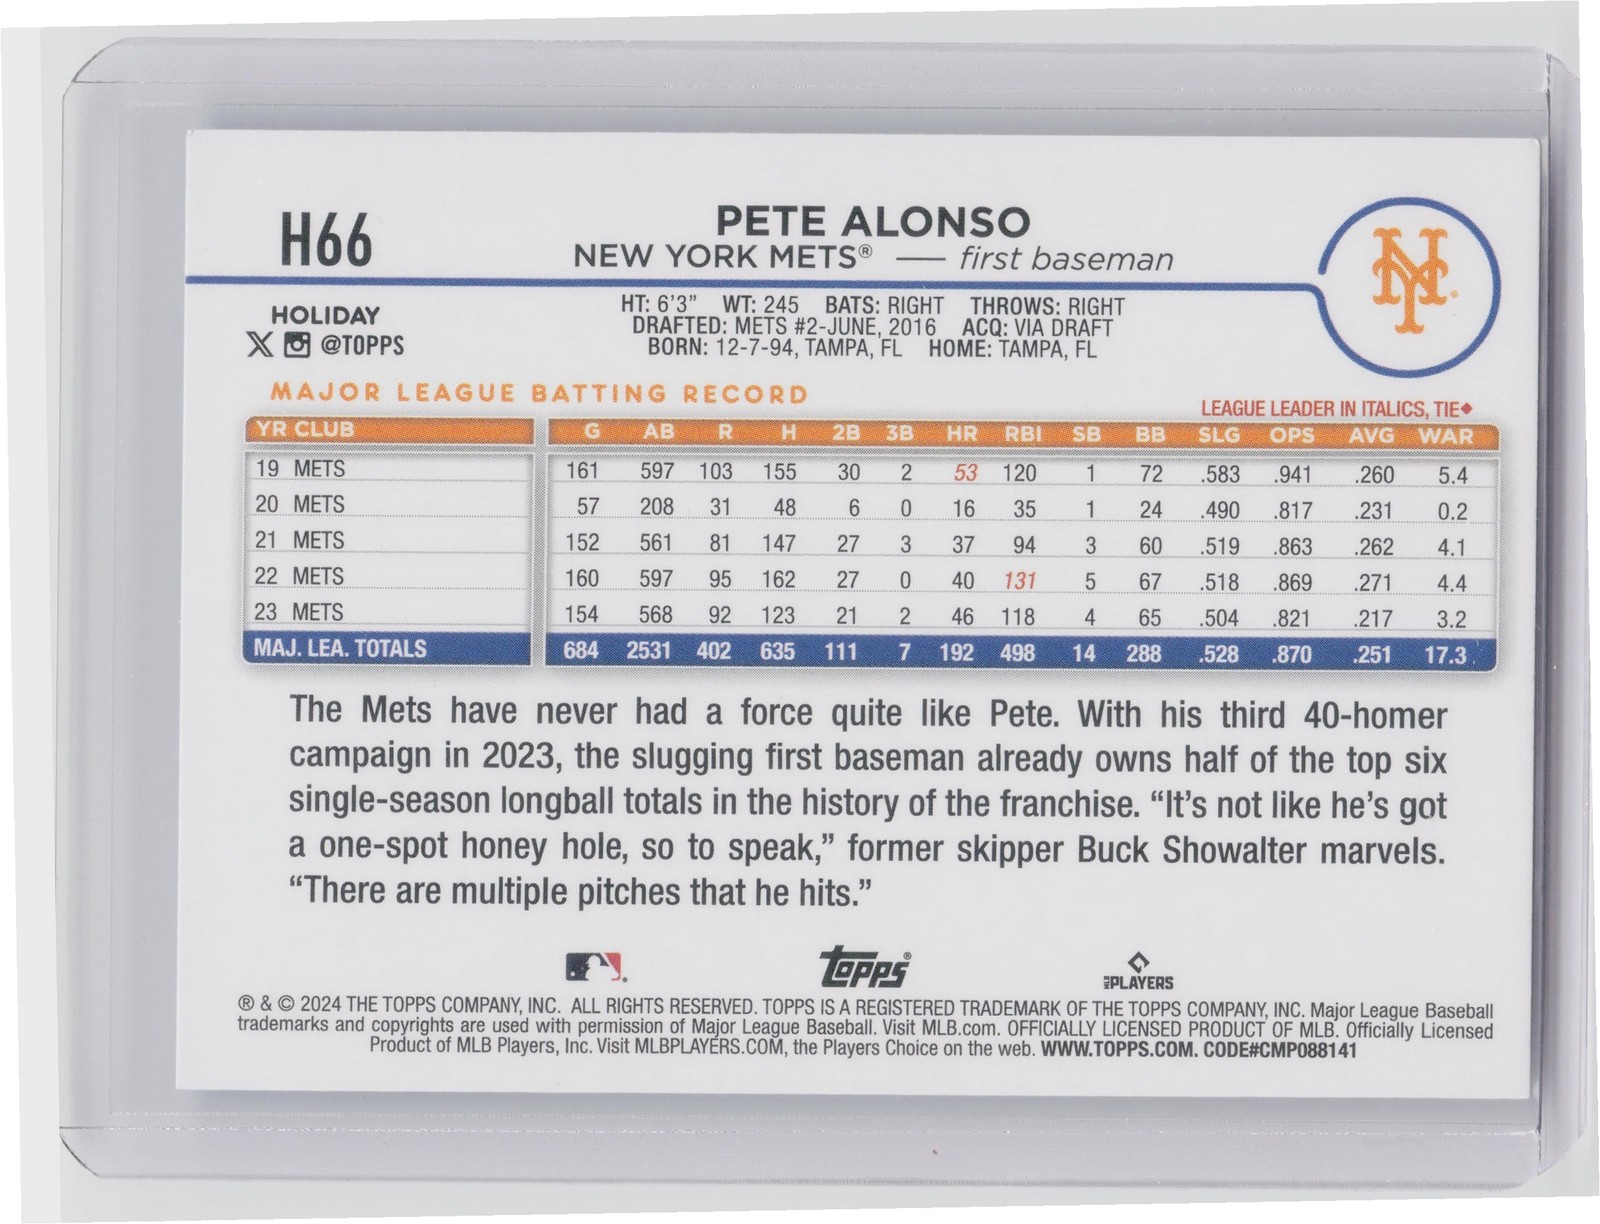 H66
PETE ALONSO
NEW YORK METS® — first baseman
NY
HOLIDAY
X @TOPPS
HT: 6'3" WT: 245 BATS: RIGHT THROWS: RIGHT
DRAFTED: METS #2-JUNE, 2016 ACQ: VIA DRAFT
BORN: 12-7-94, TAMPA, FL HOME: TAMPA, FL
MAJOR LEAGUE BATTING RECORD
LEAGUE LEADER IN ITALICS, TIE◆
YR CLUB G AB R H 2B 3B HR RBI SB BB SLG OPS AVG WAR
19 METS 161 597 103 155 30 2 53 120 1 72 .583 .941 .260 5.4
20 METS 57 208 31 48 6 0 16 35 1 24 .490 .817 .231 0.2
21 METS 152 561 81 147 27 3 37 94 3 60 .519 .863 .262 4.1
22 METS 160 597 95 162 27 0 40 131 5 67 .518 .869 .271 4.4
23 METS 154 568 92 123 21 2 46 118 4 65 .504 .821 .217 3.2
MAJ. LEA. TOTALS 684 2531 402 635 111 7 192 498 14 288 .528 .870 .251 17.3
The Mets have never had a force quite like Pete. With his third 40-homer
campaign in 2023, the slugging first baseman already owns half of the top six
single-season longball totals in the history of the franchise. “It’s not like he’s got
a one-spot honey hole, so to speak,” former skipper Buck Showalter marvels.
“There are multiple pitches that he hits.”
Topps®
MLB PLAYERS
® & © 2024 THE TOPPS COMPANY, INC. ALL RIGHTS RESERVED. TOPPS IS A REGISTERED TRADEMARK OF THE TOPPS COMPANY, INC. Major League Baseball
trademarks and copyrights are used with permission of Major League Baseball. Visit MLB.com. OFFICIALLY LICENSED PRODUCT OF MLB. Officially Licensed
Product of MLB Players, Inc. Visit MLBPLAYERS.COM, the Players Choice on the web. WWW.TOPPS.COM. CODE#CMP088141